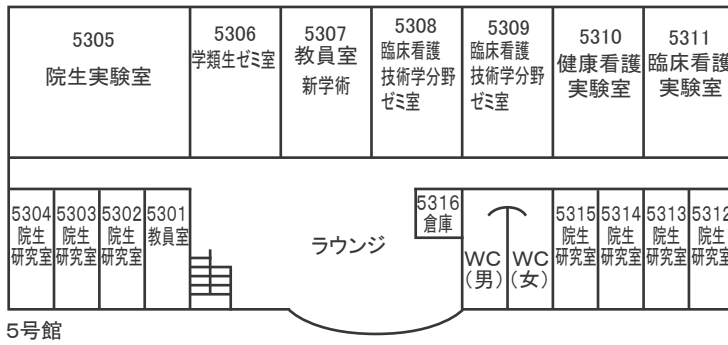 5305
院生実験室
5306
学類生ゼミ室
5307
教員室
新学術
5308
臨床看護
技術学分野
ゼミ室
5309
臨床看護
技術学分野
ゼミ室
5310
健康看護
実験室
5311
臨床看護
実験室
5304
院生
研究室
5303
院生
研究室
5302
院生
研究室
5301
教員室
ラウンジ
5316
倉庫
WC
(男)
WC
(女)
5315
院生
研究室
5314
院生
研究室
5313
院生
研究室
5312
院生
研究室
5号館